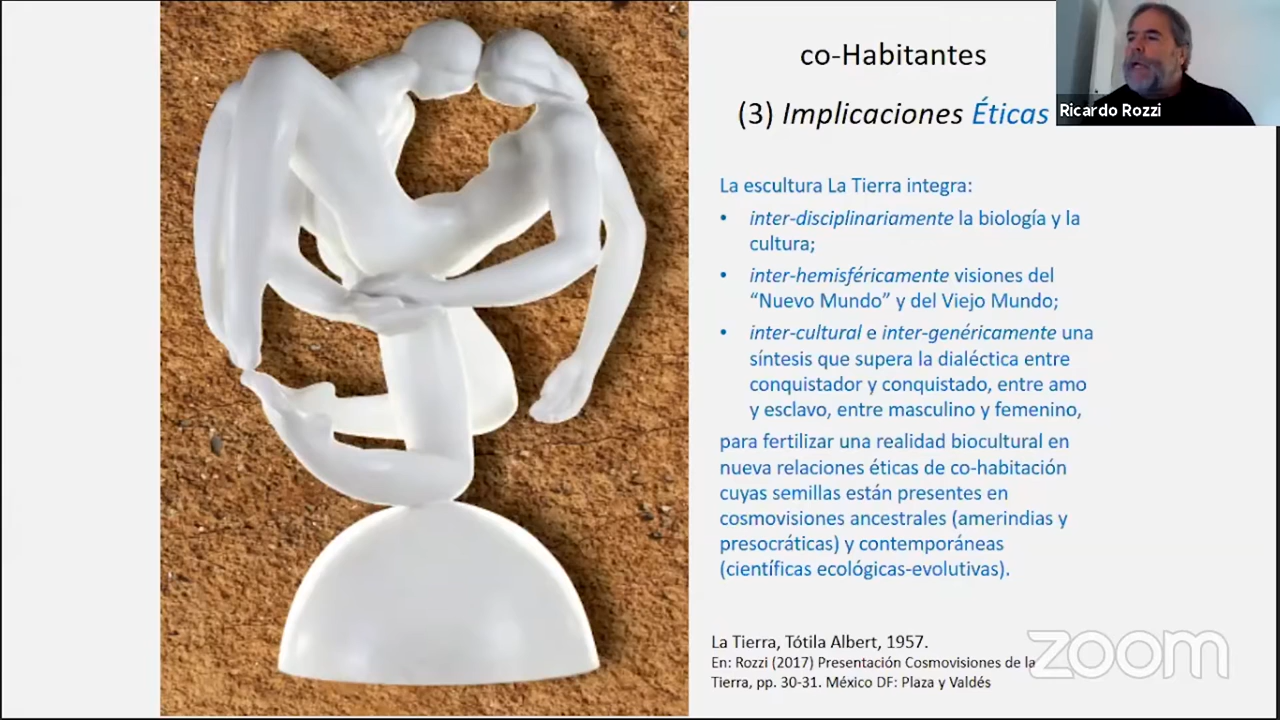 co-Habitantes
(3) Implicaciones Éticas
Ricardo Rozzi
La escultura La Tierra integra:
• inter-disciplinariamente la biología y la
cultura;
• inter-hemisféricamente visiones del
“Nuevo Mundo” y del Viejo Mundo;
• inter-cultural e inter-genéricamente una
síntesis que supera la dialéctica entre
conquistador y conquistado, entre amo
y esclavo, entre masculino y femenino,
para fertilizar una realidad biocultural en
nueva relaciones éticas de co-habitación
cuyas semillas están presentes en
cosmovisiones ancestrales (amerindias y
presocráticas) y contemporáneas
(científicas ecológicas-evolutivas).
La Tierra, Tótila Albert, 1957.
En: Rozzi (2017) Presentación Cosmovisiones de la
Tierra, pp. 30-31. México DF: Plaza y Valdés
zoom